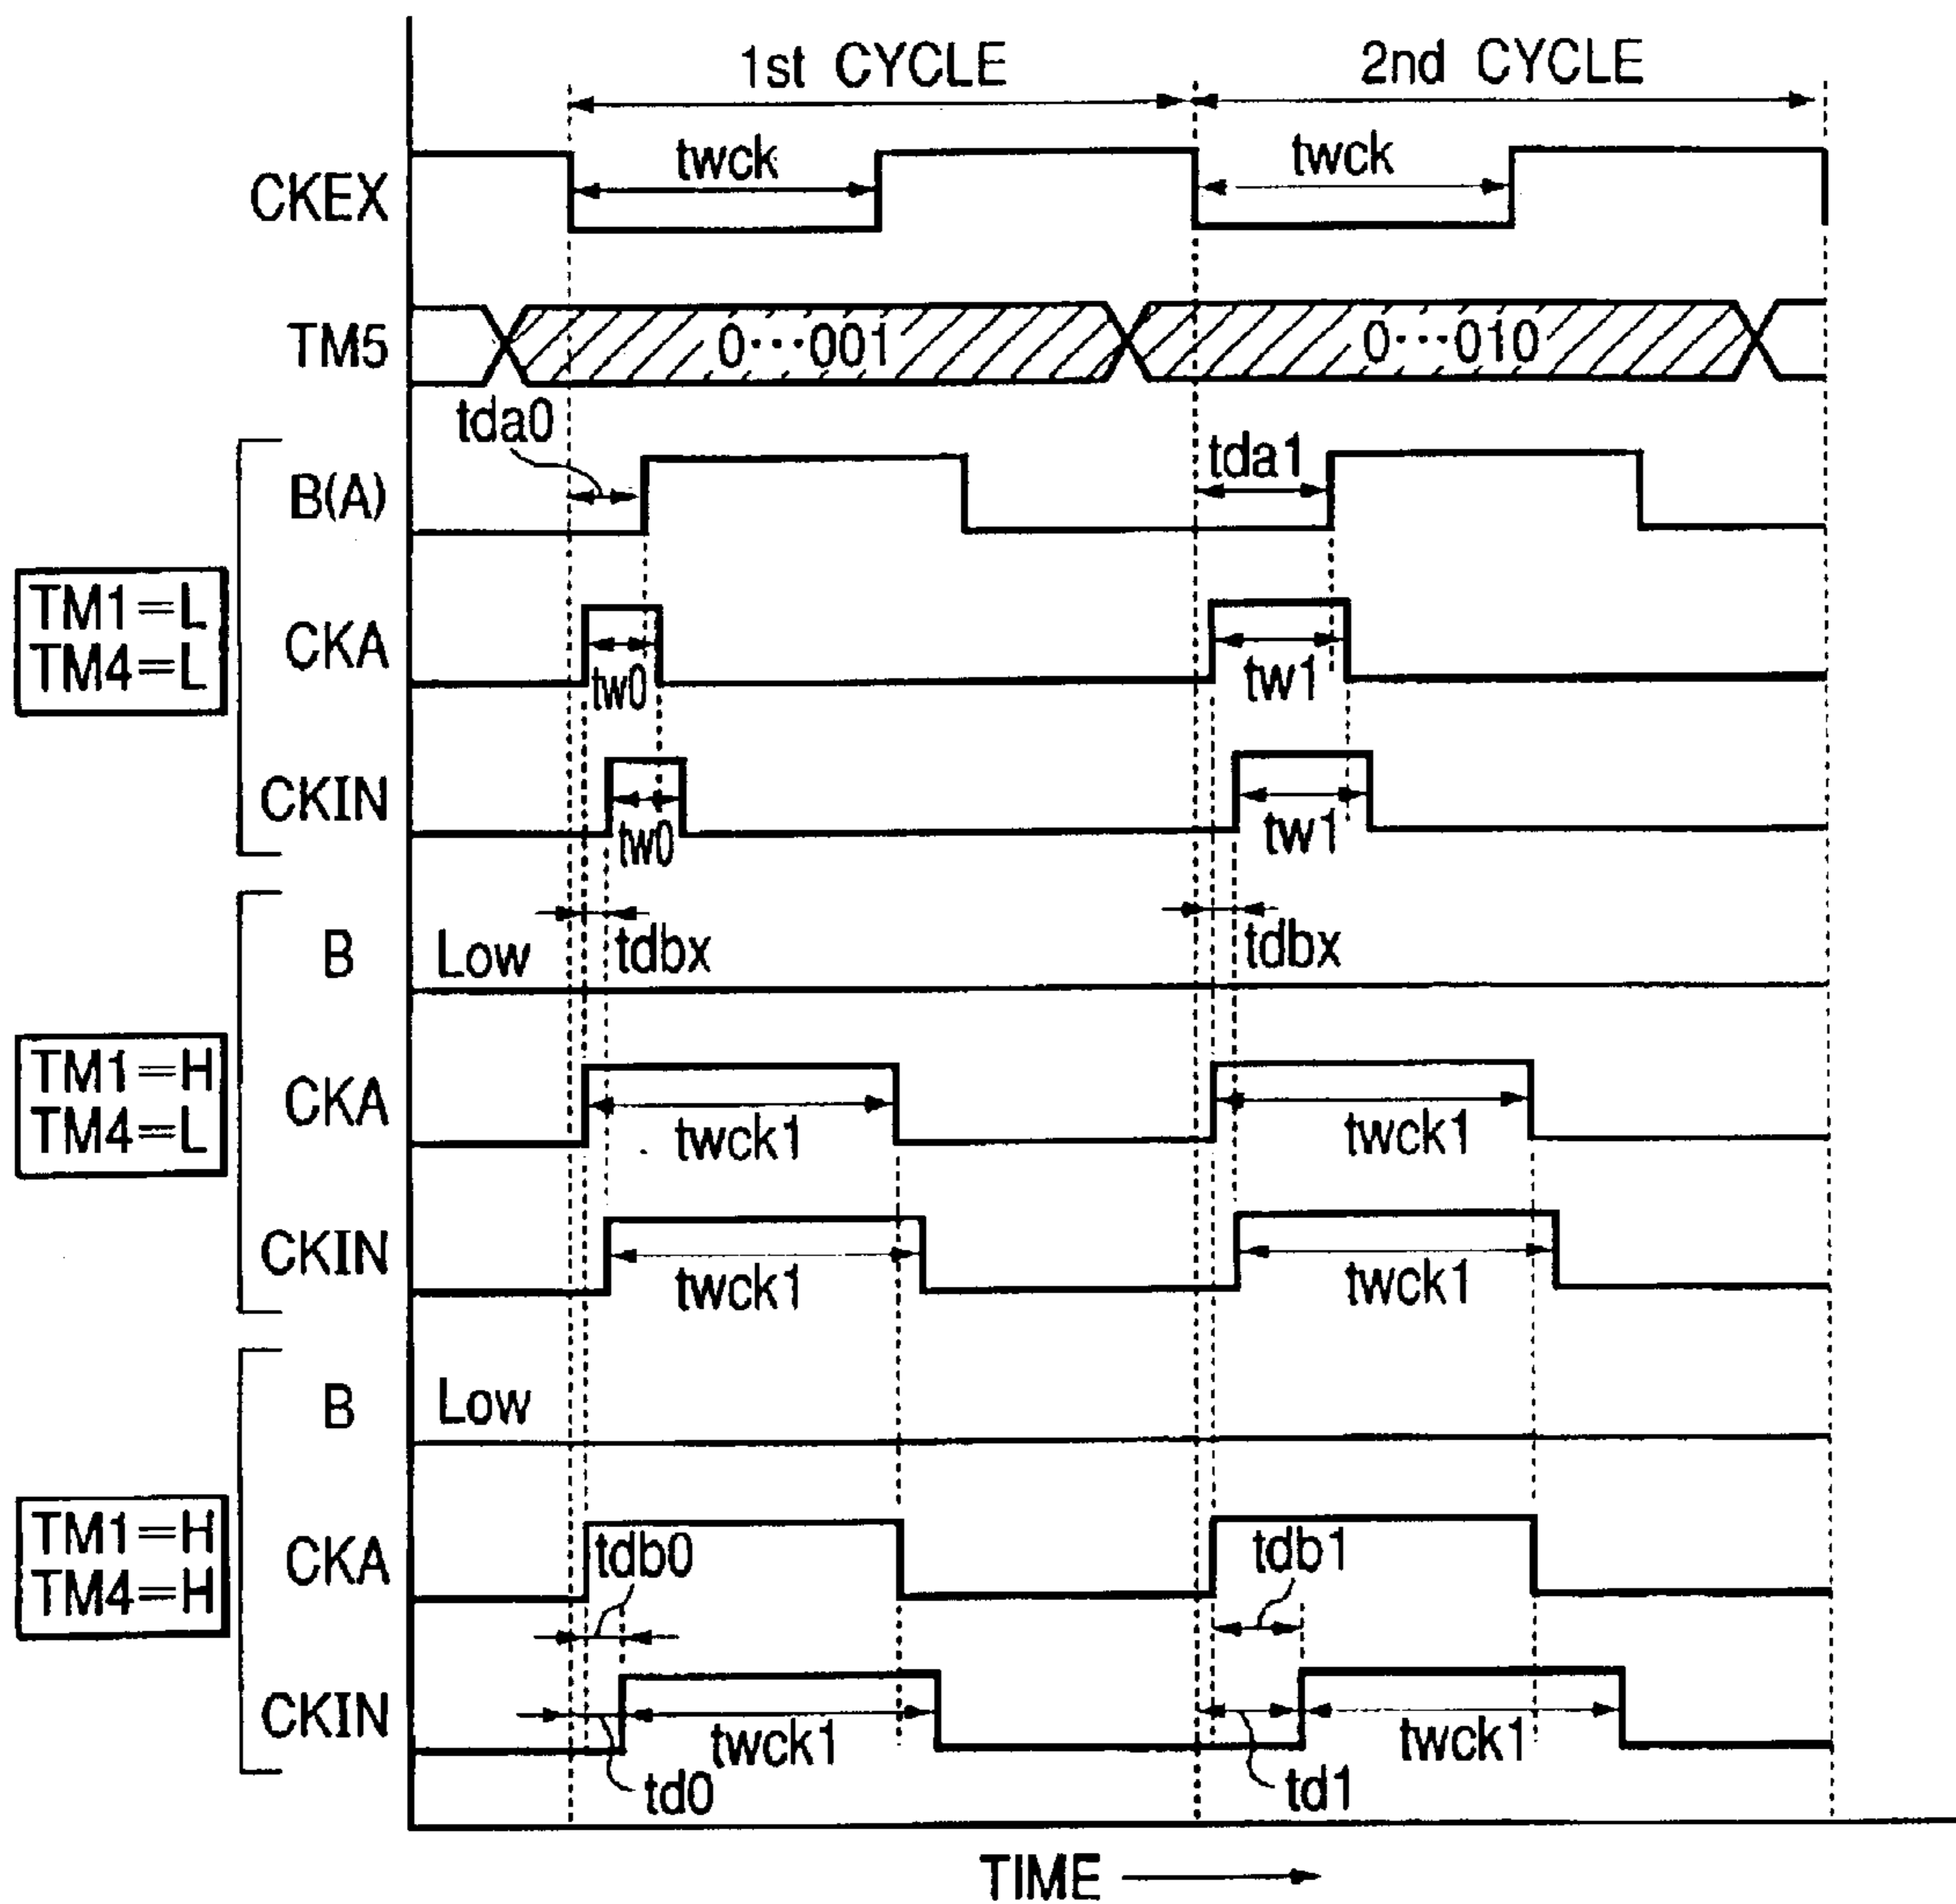 1st CYCLE 2nd CYCLE
CKEX twck twck
TM5 0···001 0···010
tda0
B(A) tda1
TM1=L
TM4=L
CKA tw0 tw1
CKIN tw0 tw1
B Low tdbx tdbx
TM1=H
TM4=L
CKA twck1 twck1
CKIN twck1 twck1
B Low
TM1=H
TM4=H
CKA tdb0 tdb1
CKIN twck1 twck1
td0 td1
TIME